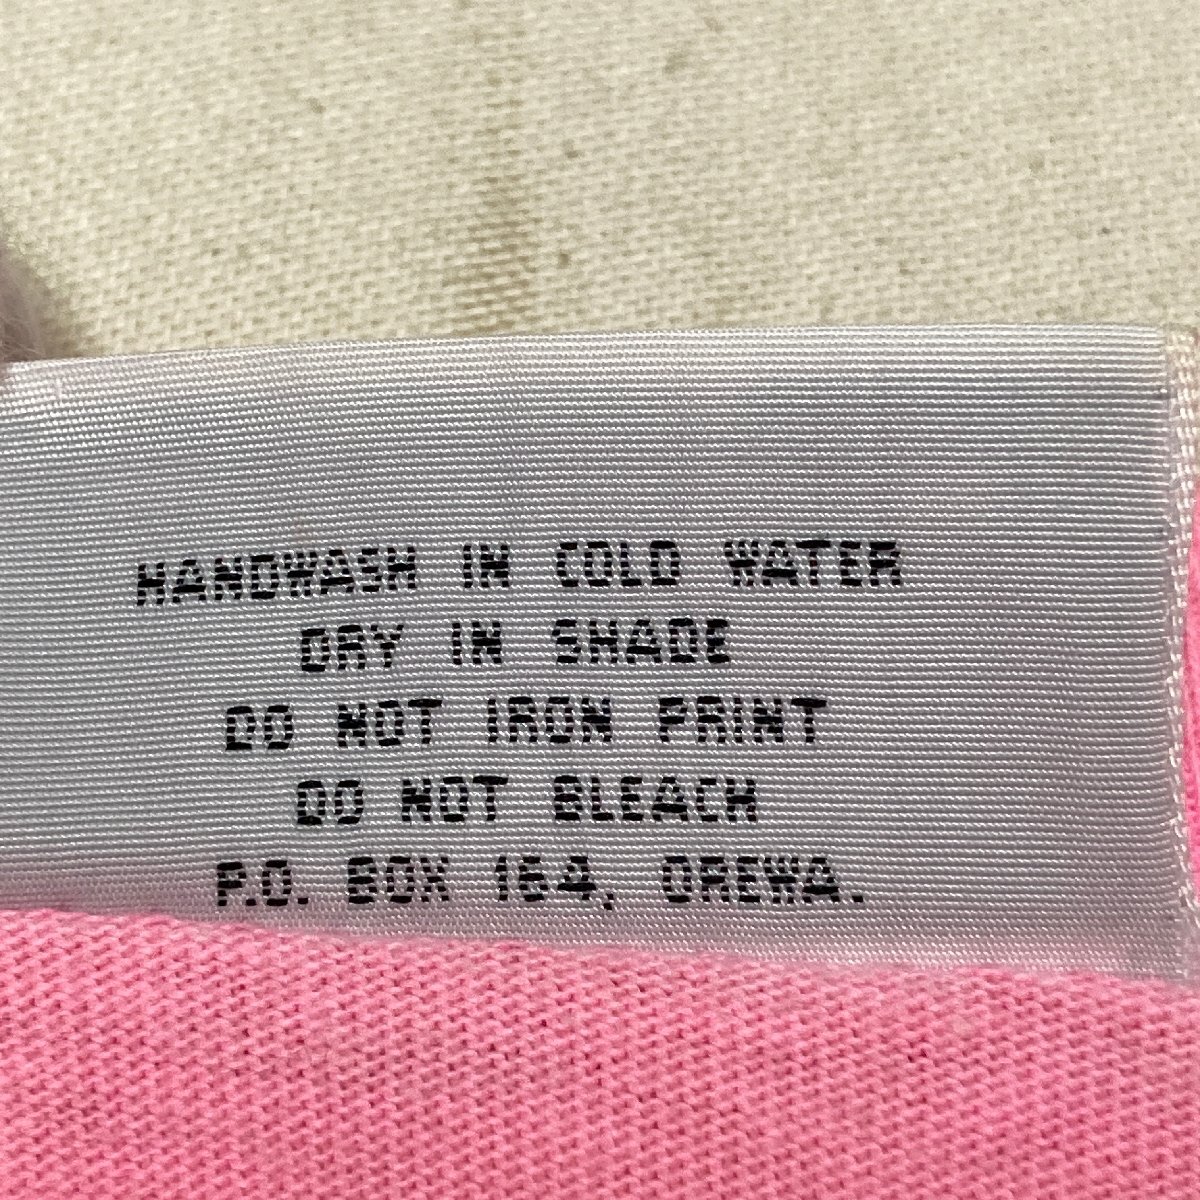 HANDWASH IN COLD WATER
DRY IN SHADE
DO NOT IRON PRINT
DO NOT BLEACH
P.O. BOX 164, OREWA.